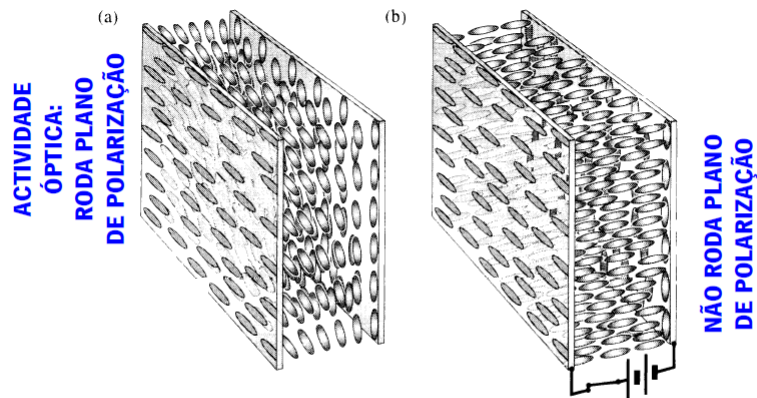 (a)
(b)
ACTIVIDADE
ÓPTICA:
RODA PLANO
DE POLARIZAÇÃO
NÃO RODA PLANO
DE POLARIZAÇÃO